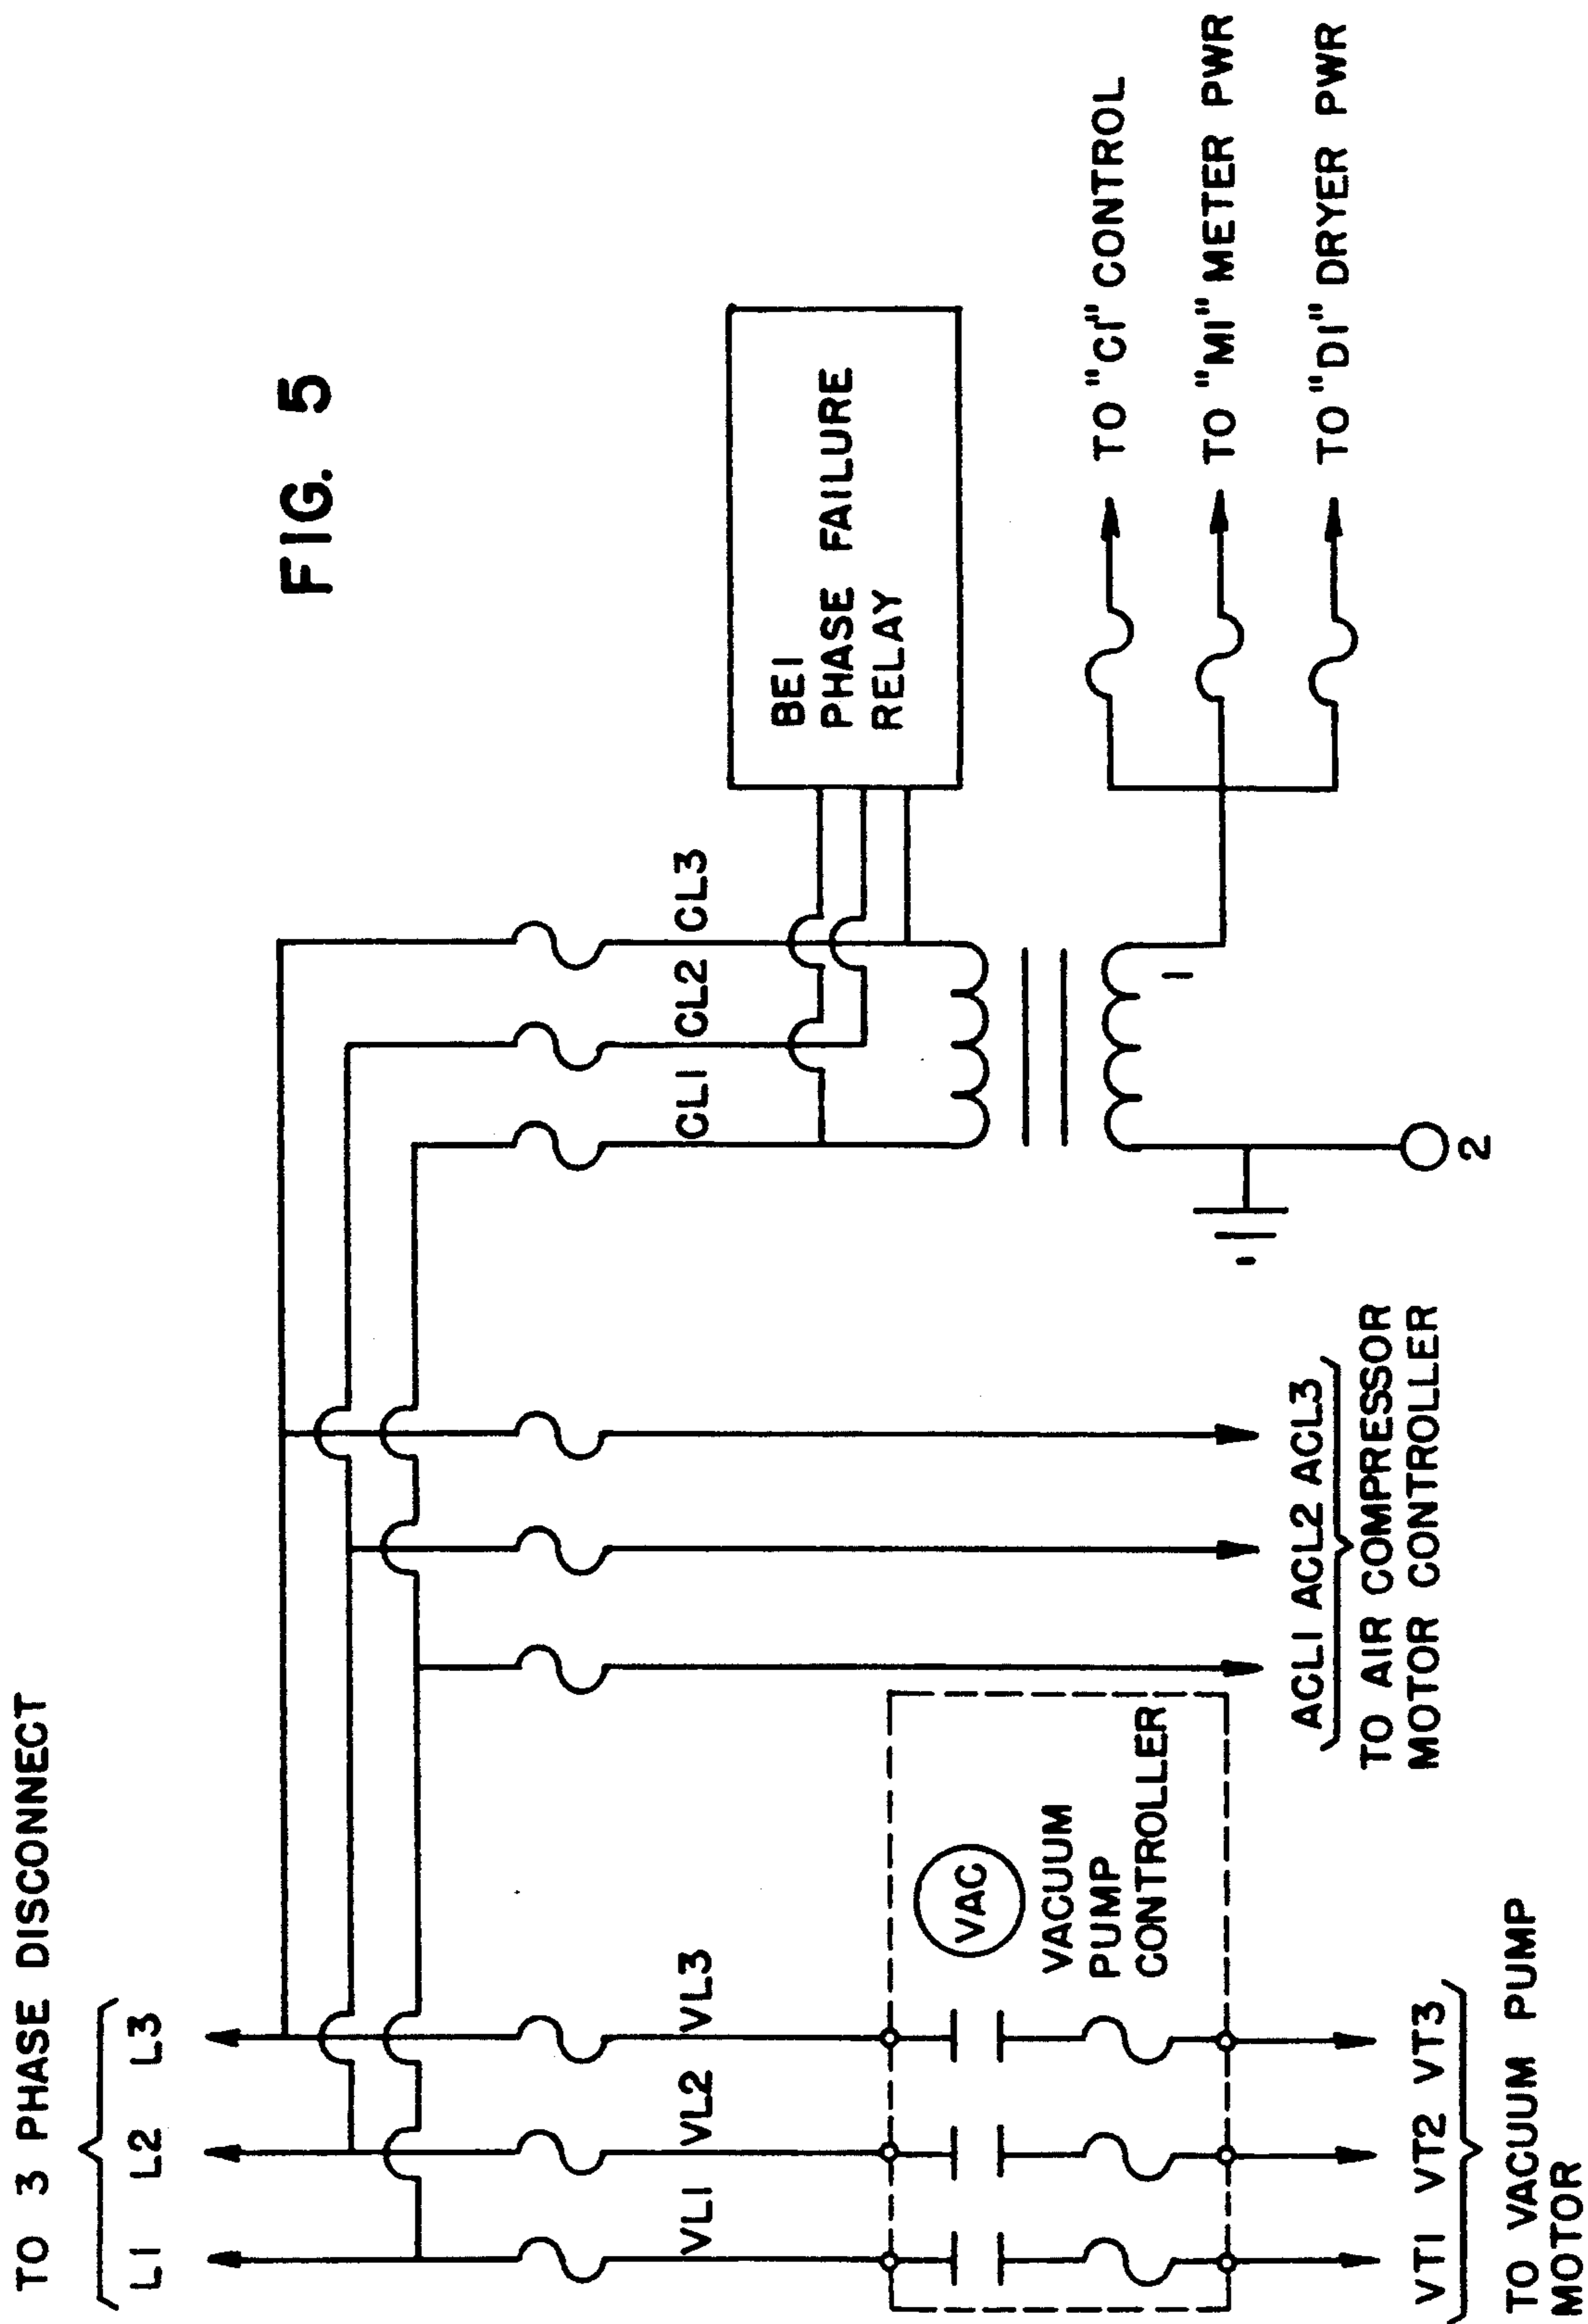 FIG. 5
TO 3 PHASE DISCONNECT
L1 L2 L3
VL1 VL2 VL3
CL1 CL2 CL3
BE1
PHASE FAILURE
RELAY
VAC
VACUUM
PUMP
CONTROLLER
1
TO "C1" CONTROL
TO "M1" METER PWR
TO "D1" DRYER PWR
ACL1 ACL2 ACL3
TO AIR COMPRESSOR
MOTOR CONTROLLER
2
VT1 VT2 VT3
TO VACUUM PUMP
MOTOR